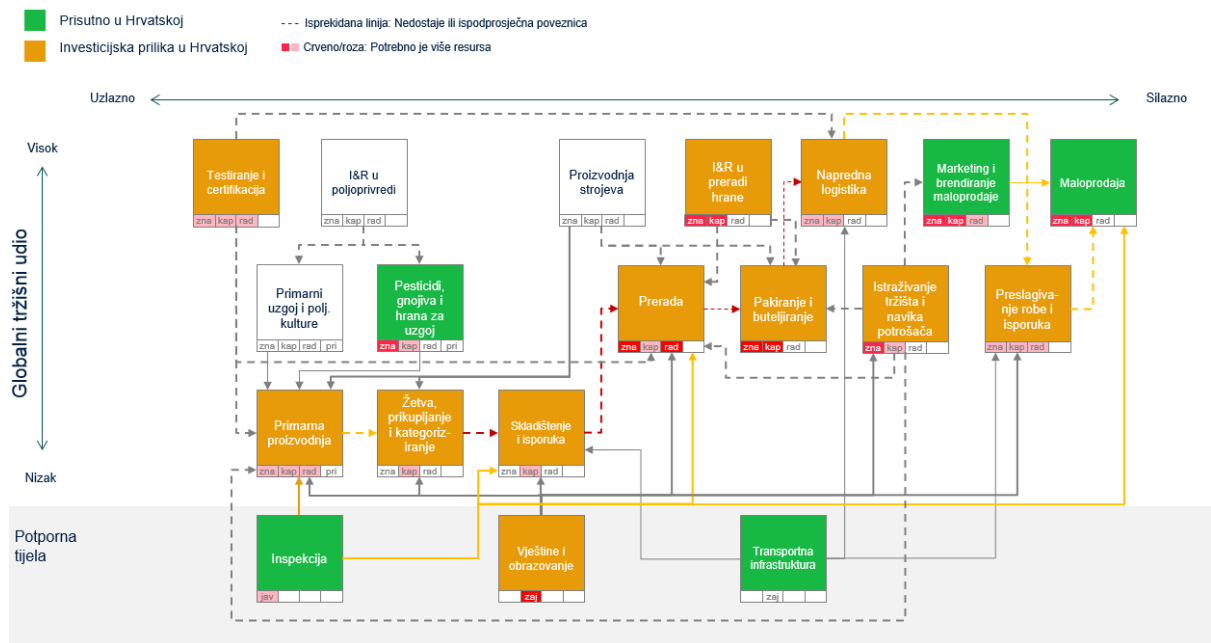 Prisutno u Hrvatskoj
Isprekidana linija: Nedostaje ili ispodprosječna poveznica
Investicijska prilika u Hrvatskoj
Crveno/roza: Potrebno je više resursa
Uzlazno
Silazno
Visok
Globalni tržišni udio
Nizak
Testiranje i
certifikacija
zna kap rad
I&R u
poljoprivredi
zna kap rad
Proizvodnja
strojeva
zna kap rad
I&R u
preradi
hrane
zna kap rad
Napredna
logistika
zna kap rad
Marketing i
brendiranje
maloprodaje
zna kap rad
Maloprodaja
zna kap rad
Primarni
uzgoj i polj.
kulture
zna kap rad pri
Pesticidi,
gnojiva i
hrana za
uzgoj
zna kap rad pri
Prerada
zna kap rad
Pakiranje i
buteljiranje
zna kap rad
Istraživanje
tržišta i
navika
potrošača
zna kap rad
Preslagiva-
nje robe i
isporuka
zna kap rad
Primarna
proizvodnja
zna kap rad pri
Žetva,
prikupljanje
i kategoriz-
iranje
zna kap rad
Skladištenje
i isporuka
zna kap rad
Potporna
tijela
Inspekcija
jav
Vještine i
obrazovanje
zaj
Transportna
infrastruktura
zaj